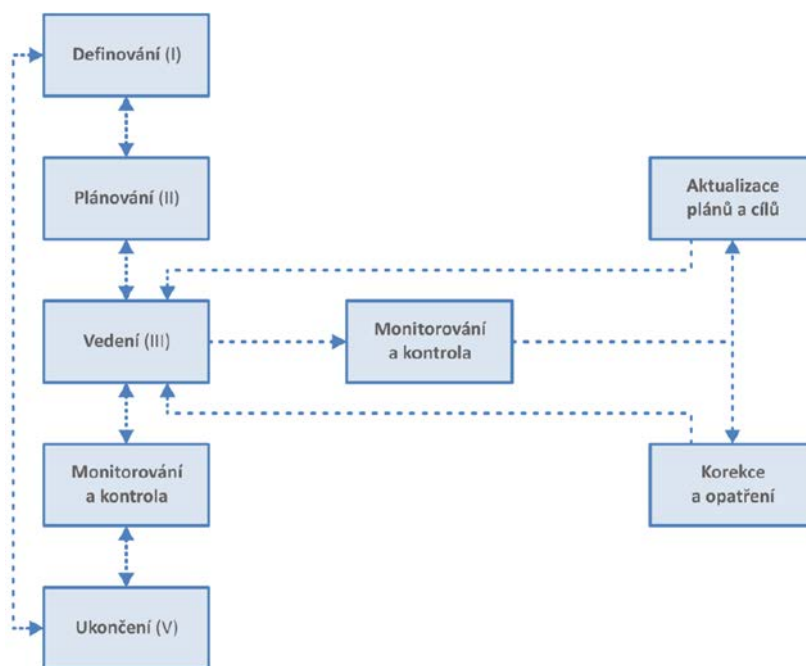 Definování (I)
Plánování (II)
Aktualizace
plánů a cílů
Vedení (III)
Monitorování
a kontrola
Monitorování
a kontrola
Korekce
a opatření
Ukončení (V)